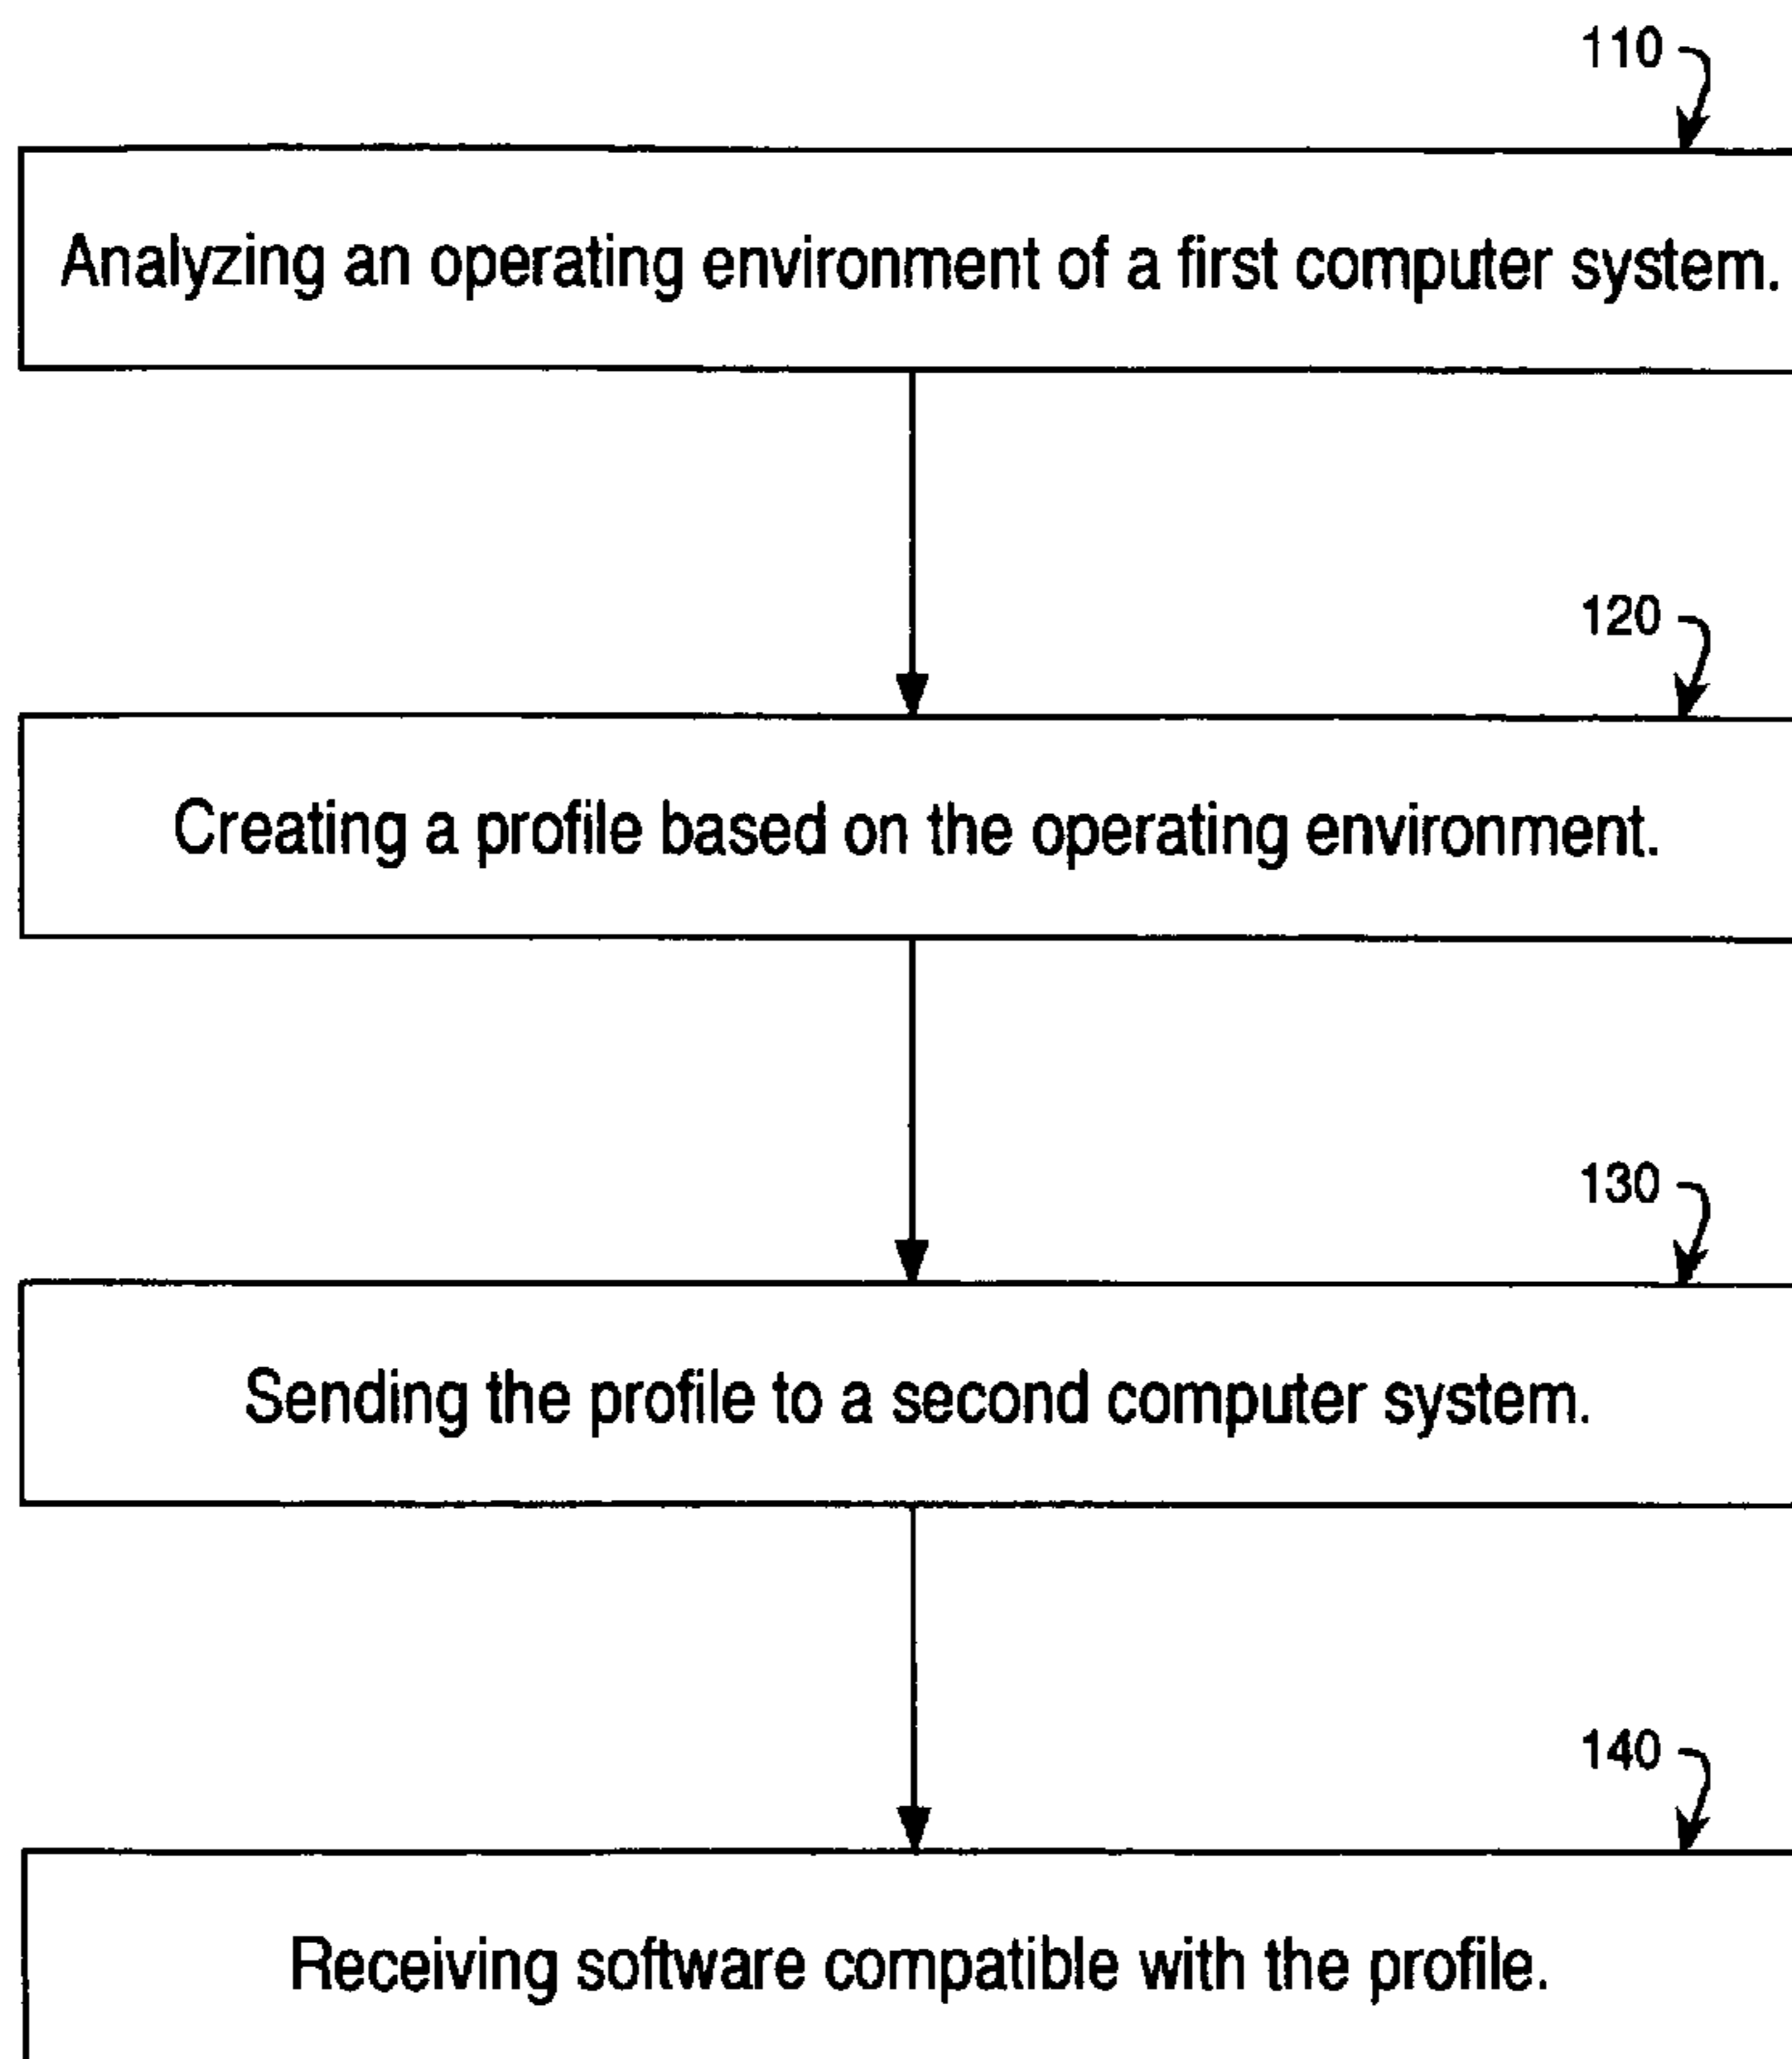 110
Analyzing an operating environment of a first computer system.
120
Creating a profile based on the operating environment.
130
Sending the profile to a second computer system.
140
Receiving software compatible with the profile.